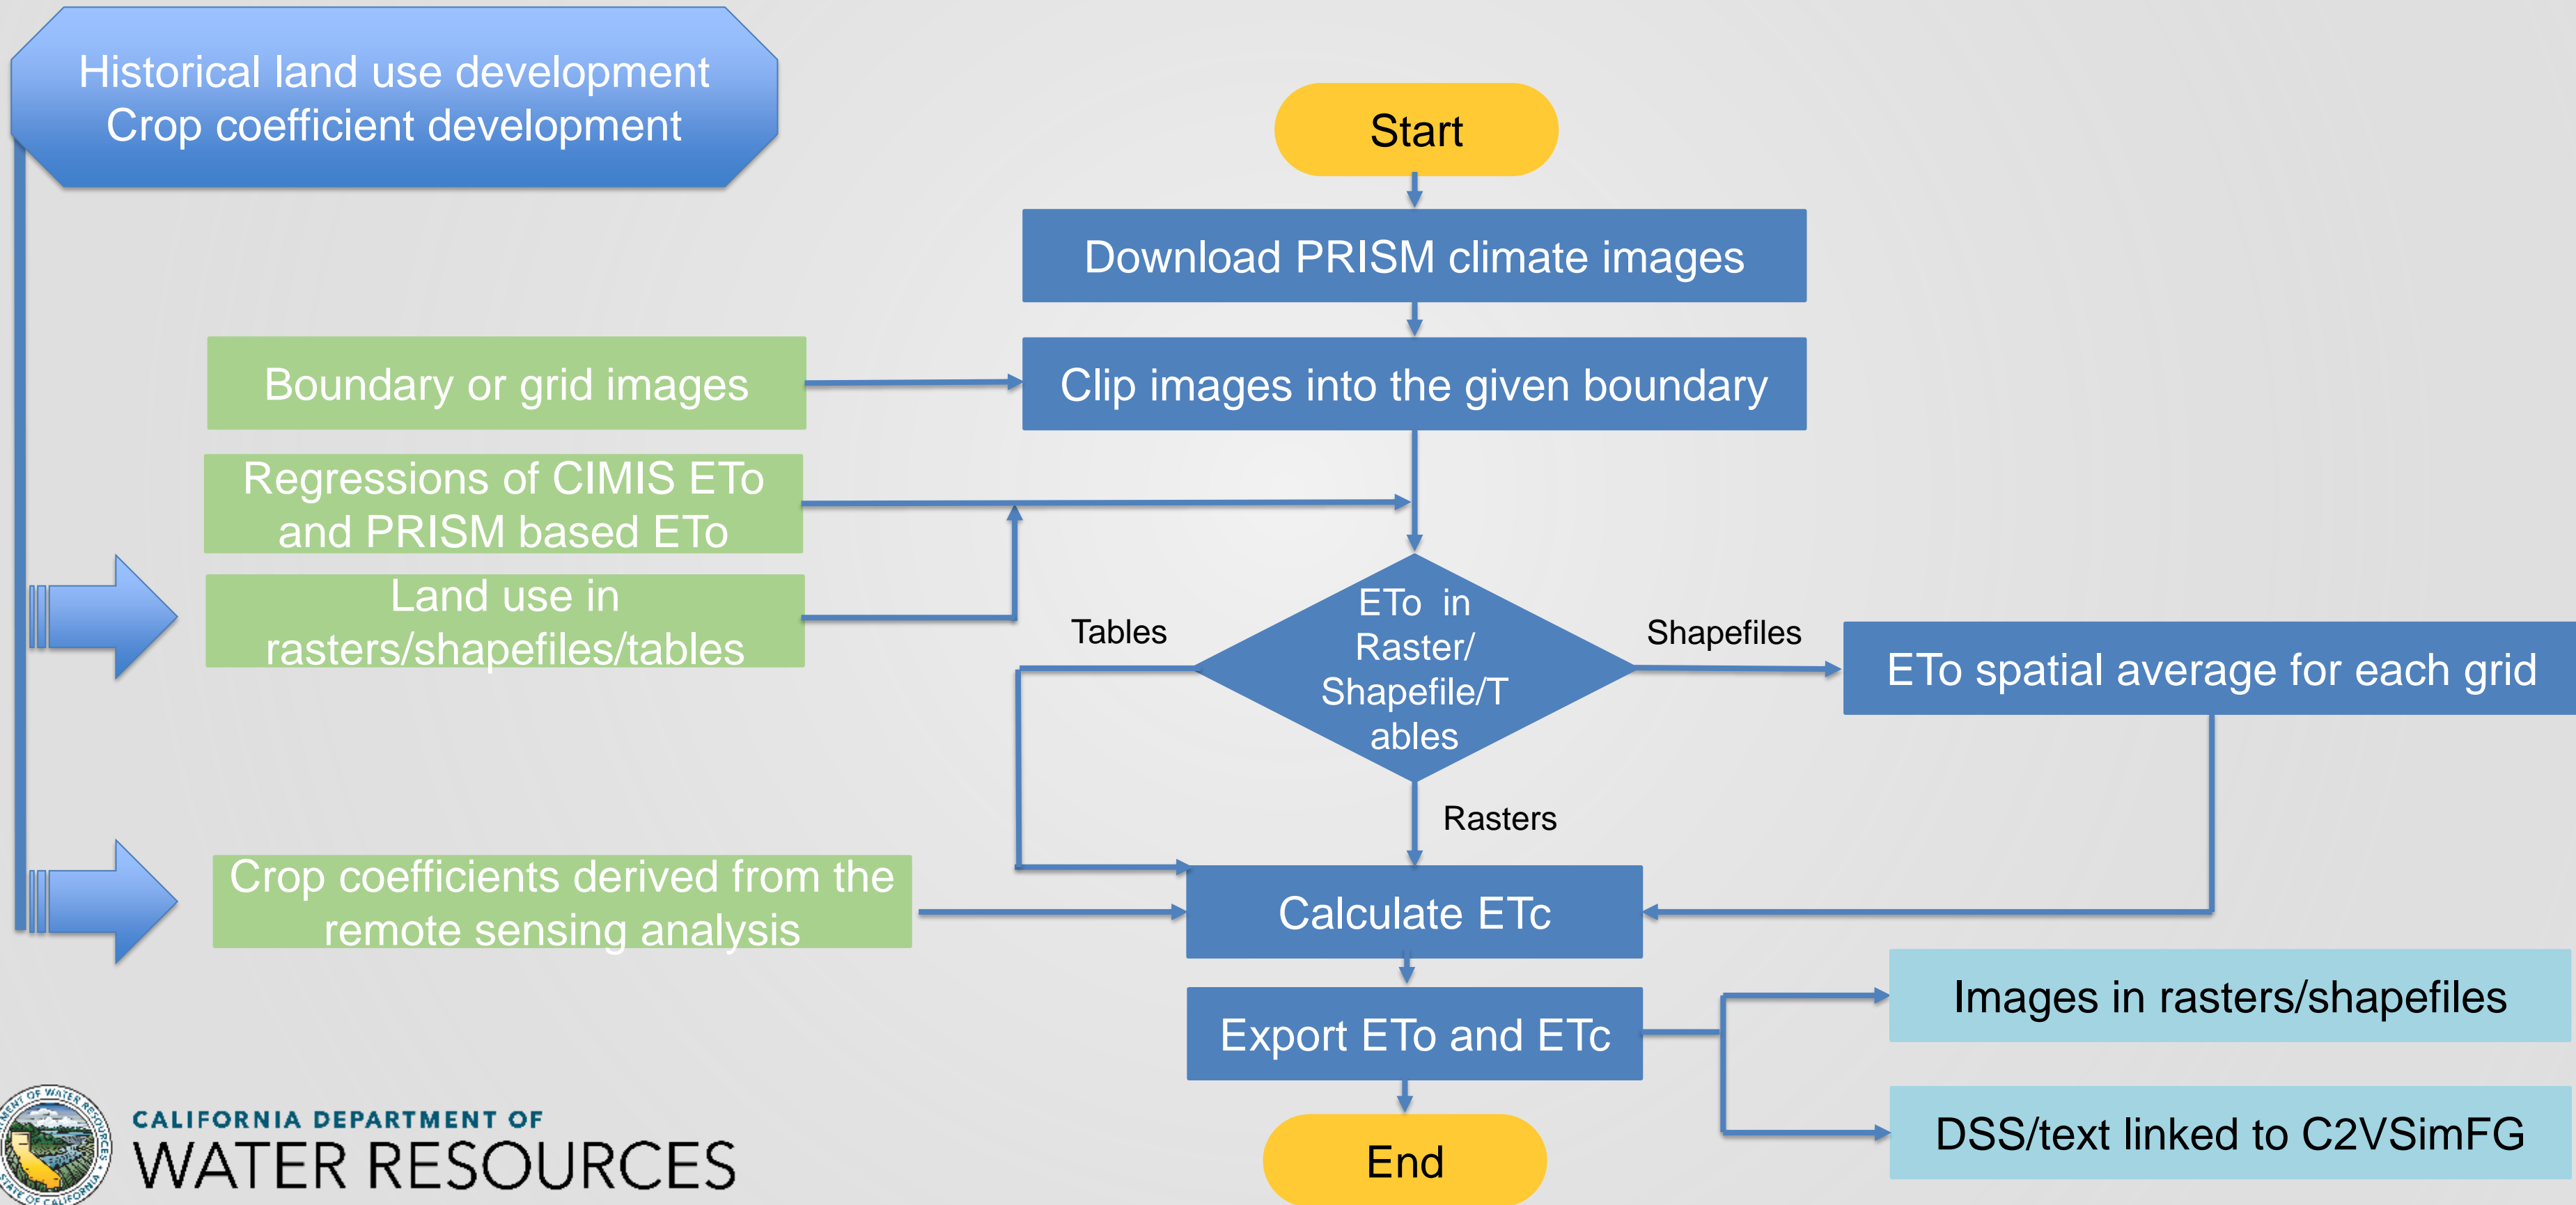 Historical land use development
Crop coefficient development
Start
Download PRISM climate images
Boundary or grid images
Clip images into the given boundary
Regressions of CIMIS ETo
and PRISM based ETo
Land use in
rasters/shapefiles/tables
Tables
ETo in
Raster/
Shapefile/T
ables
Shapefiles
ETo spatial average for each grid
Rasters
Crop coefficients derived from the
remote sensing analysis
Calculate ETc
Export ETo and ETc
Images in rasters/shapefiles
DSS/text linked to C2VSimFG
End
CALIFORNIA DEPARTMENT OF
WATER RESOURCES